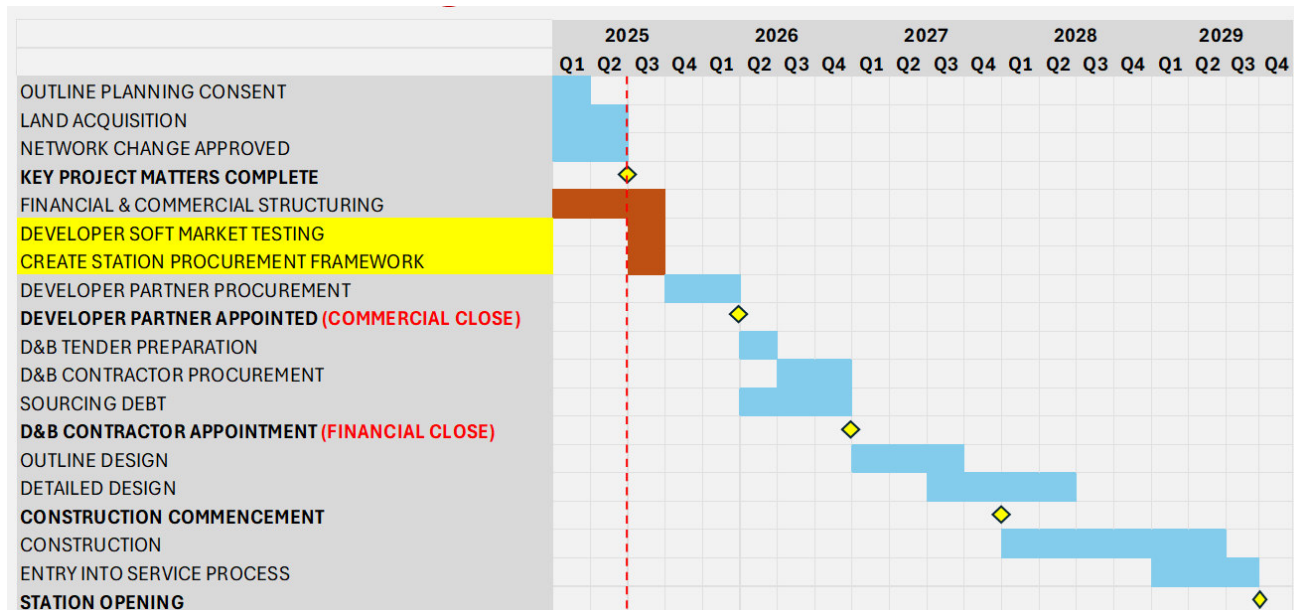 2025 2026 2027 2028 2029
Q1 Q2 Q3 Q4 Q1 Q2 Q3 Q4 Q1 Q2 Q3 Q4 Q1 Q2 Q3 Q4 Q1 Q2 Q3 Q4
OUTLINE PLANNING CONSENT
LAND ACQUISITION
NETWORK CHANGE APPROVED
KEY PROJECT MATTERS COMPLETE
FINANCIAL & COMMERCIAL STRUCTURING
DEVELOPER SOFT MARKET TESTING
CREATE STATION PROCUREMENT FRAMEWORK
DEVELOPER PARTNER PROCUREMENT
DEVELOPER PARTNER APPOINTED (COMMERCIAL CLOSE)
D&B TENDER PREPARATION
D&B CONTRACTOR PROCUREMENT
SOURCING DEBT
D&B CONTRACTOR APPOINTMENT (FINANCIAL CLOSE)
OUTLINE DESIGN
DETAILED DESIGN
CONSTRUCTION COMMENCEMENT
CONSTRUCTION
ENTRY INTO SERVICE PROCESS
STATION OPENING